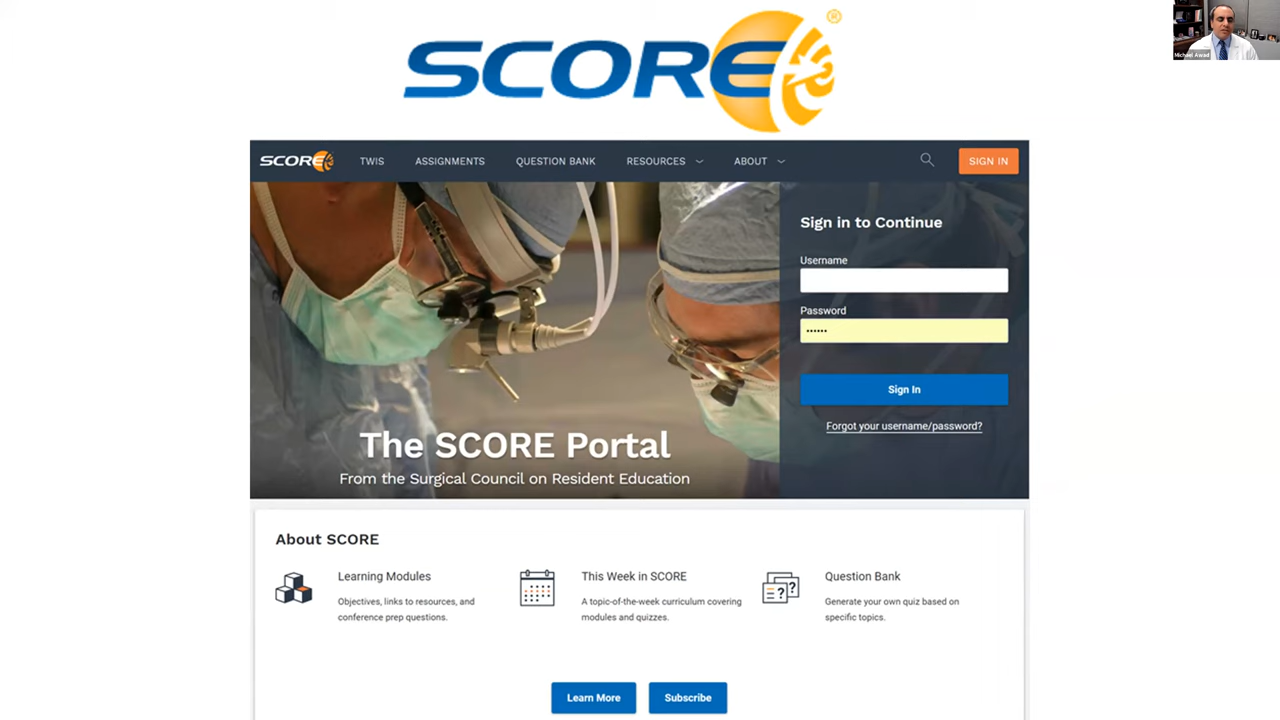 SCORE®
Michael Awad
SCORE TWIS ASSIGNMENTS QUESTION BANK RESOURCES ABOUT SIGN IN
Sign in to Continue
Username
Password
••••••
Sign In
Forgot your username/password?
The SCORE Portal
From the Surgical Council on Resident Education
About SCORE
Learning Modules
Objectives, links to resources, and
conference prep questions.
This Week in SCORE
A topic-of-the-week curriculum covering
modules and quizzes.
Question Bank
Generate your own quiz based on
specific topics.
Learn More
Subscribe